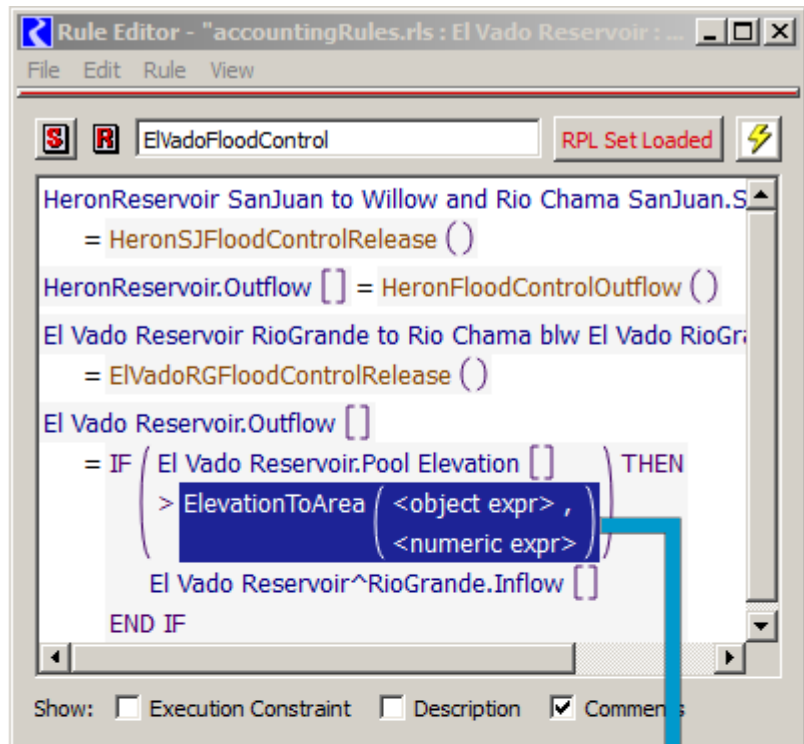 Rule Editor - "accountingRules.rls : El Vado Reservoir : ...
File Edit Rule View
S R ElVadoFloodControl RPL Set Loaded
HeronReservoir SanJuan to Willow and Rio Chama SanJuan.S
= HeronSJFloodControlRelease ()
HeronReservoir.Outflow [] = HeronFloodControlOutflow ()
El Vado Reservoir RioGrande to Rio Chama blw El Vado RioGr
= ElVadoRGFloodControlRelease ()
El Vado Reservoir.Outflow []
= IF ( El Vado Reservoir.Pool Elevation [] ) THEN
> ElevationToArea ( <object expr> ,
<numeric expr> )
El Vado Reservoir^RioGrande.Inflow []
END IF
Show: Execution Constraint Description Comments